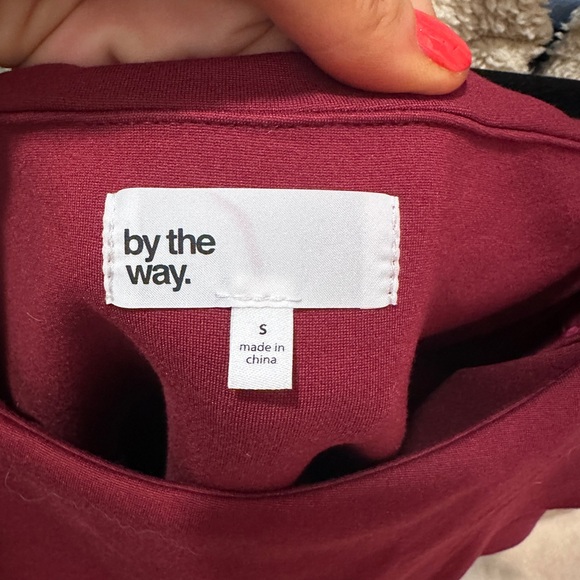 by the
way.
S
made in
china